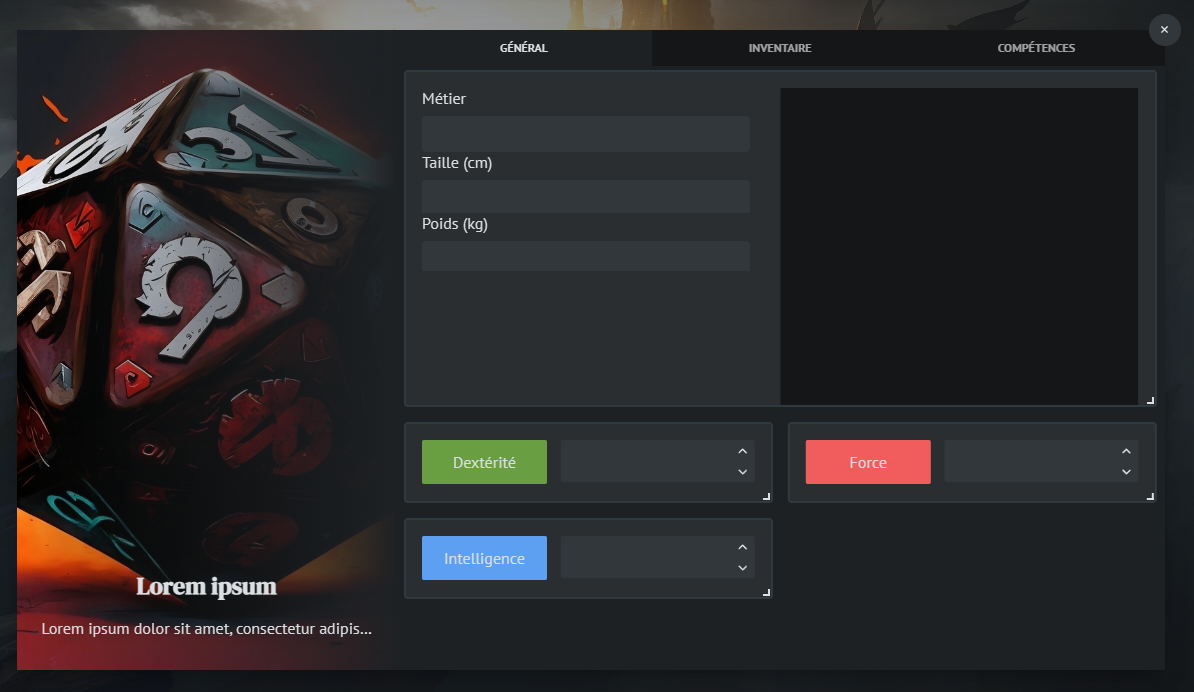 GÉNÉRAL
INVENTAIRE
COMPÉTENCES
Métier
Taille (cm)
Poids (kg)
Dextérité
Force
Intelligence
9
Lorem ipsum
Lorem ipsum dolor sit amet, consectetur adipis...